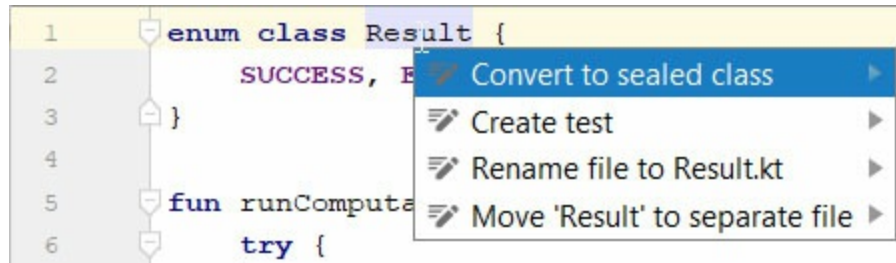 1 enum class Result {
2 SUCCESS, E
3 }
4
5 fun runComputa
6 try {
Convert to sealed class
Create test
Rename file to Result.kt
Move 'Result' to separate file